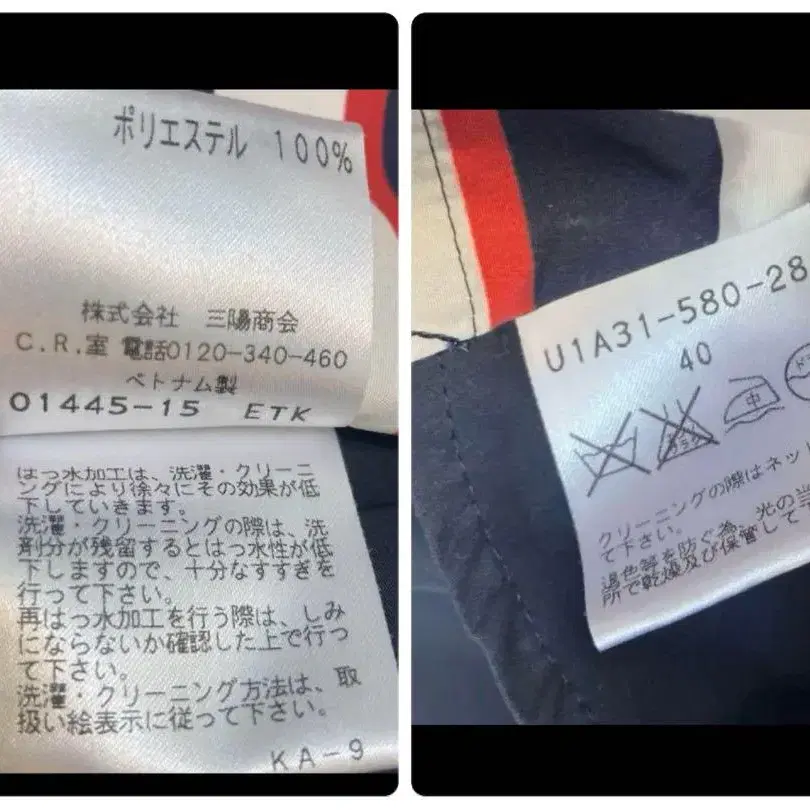 ポリエステル 100%
株式会社 三陽商会
C.R.室 電話0120-340-460
ベトナム製
01445-15 ETK
はっ水加工は、洗濯・クリーニ
ングにより徐々にその効果が低
下していきます。
洗濯・クリーニングの際は、洗
剤分が残留するとはっ水性が低
下しますので、十分なすすぎを
行って下さい。
再はっ水加工を行う際は、しみ
にならないか確認した上で行っ
て下さい。
洗濯・クリーニング方法は、取
扱い絵表示に従って下さい。
KA-9
U1A31-580-28
40
エンソサラシ
中
ド
クリーニングの際はネット
て下さい。
退色等を防ぐ為、光の当
所で乾燥及び保管して